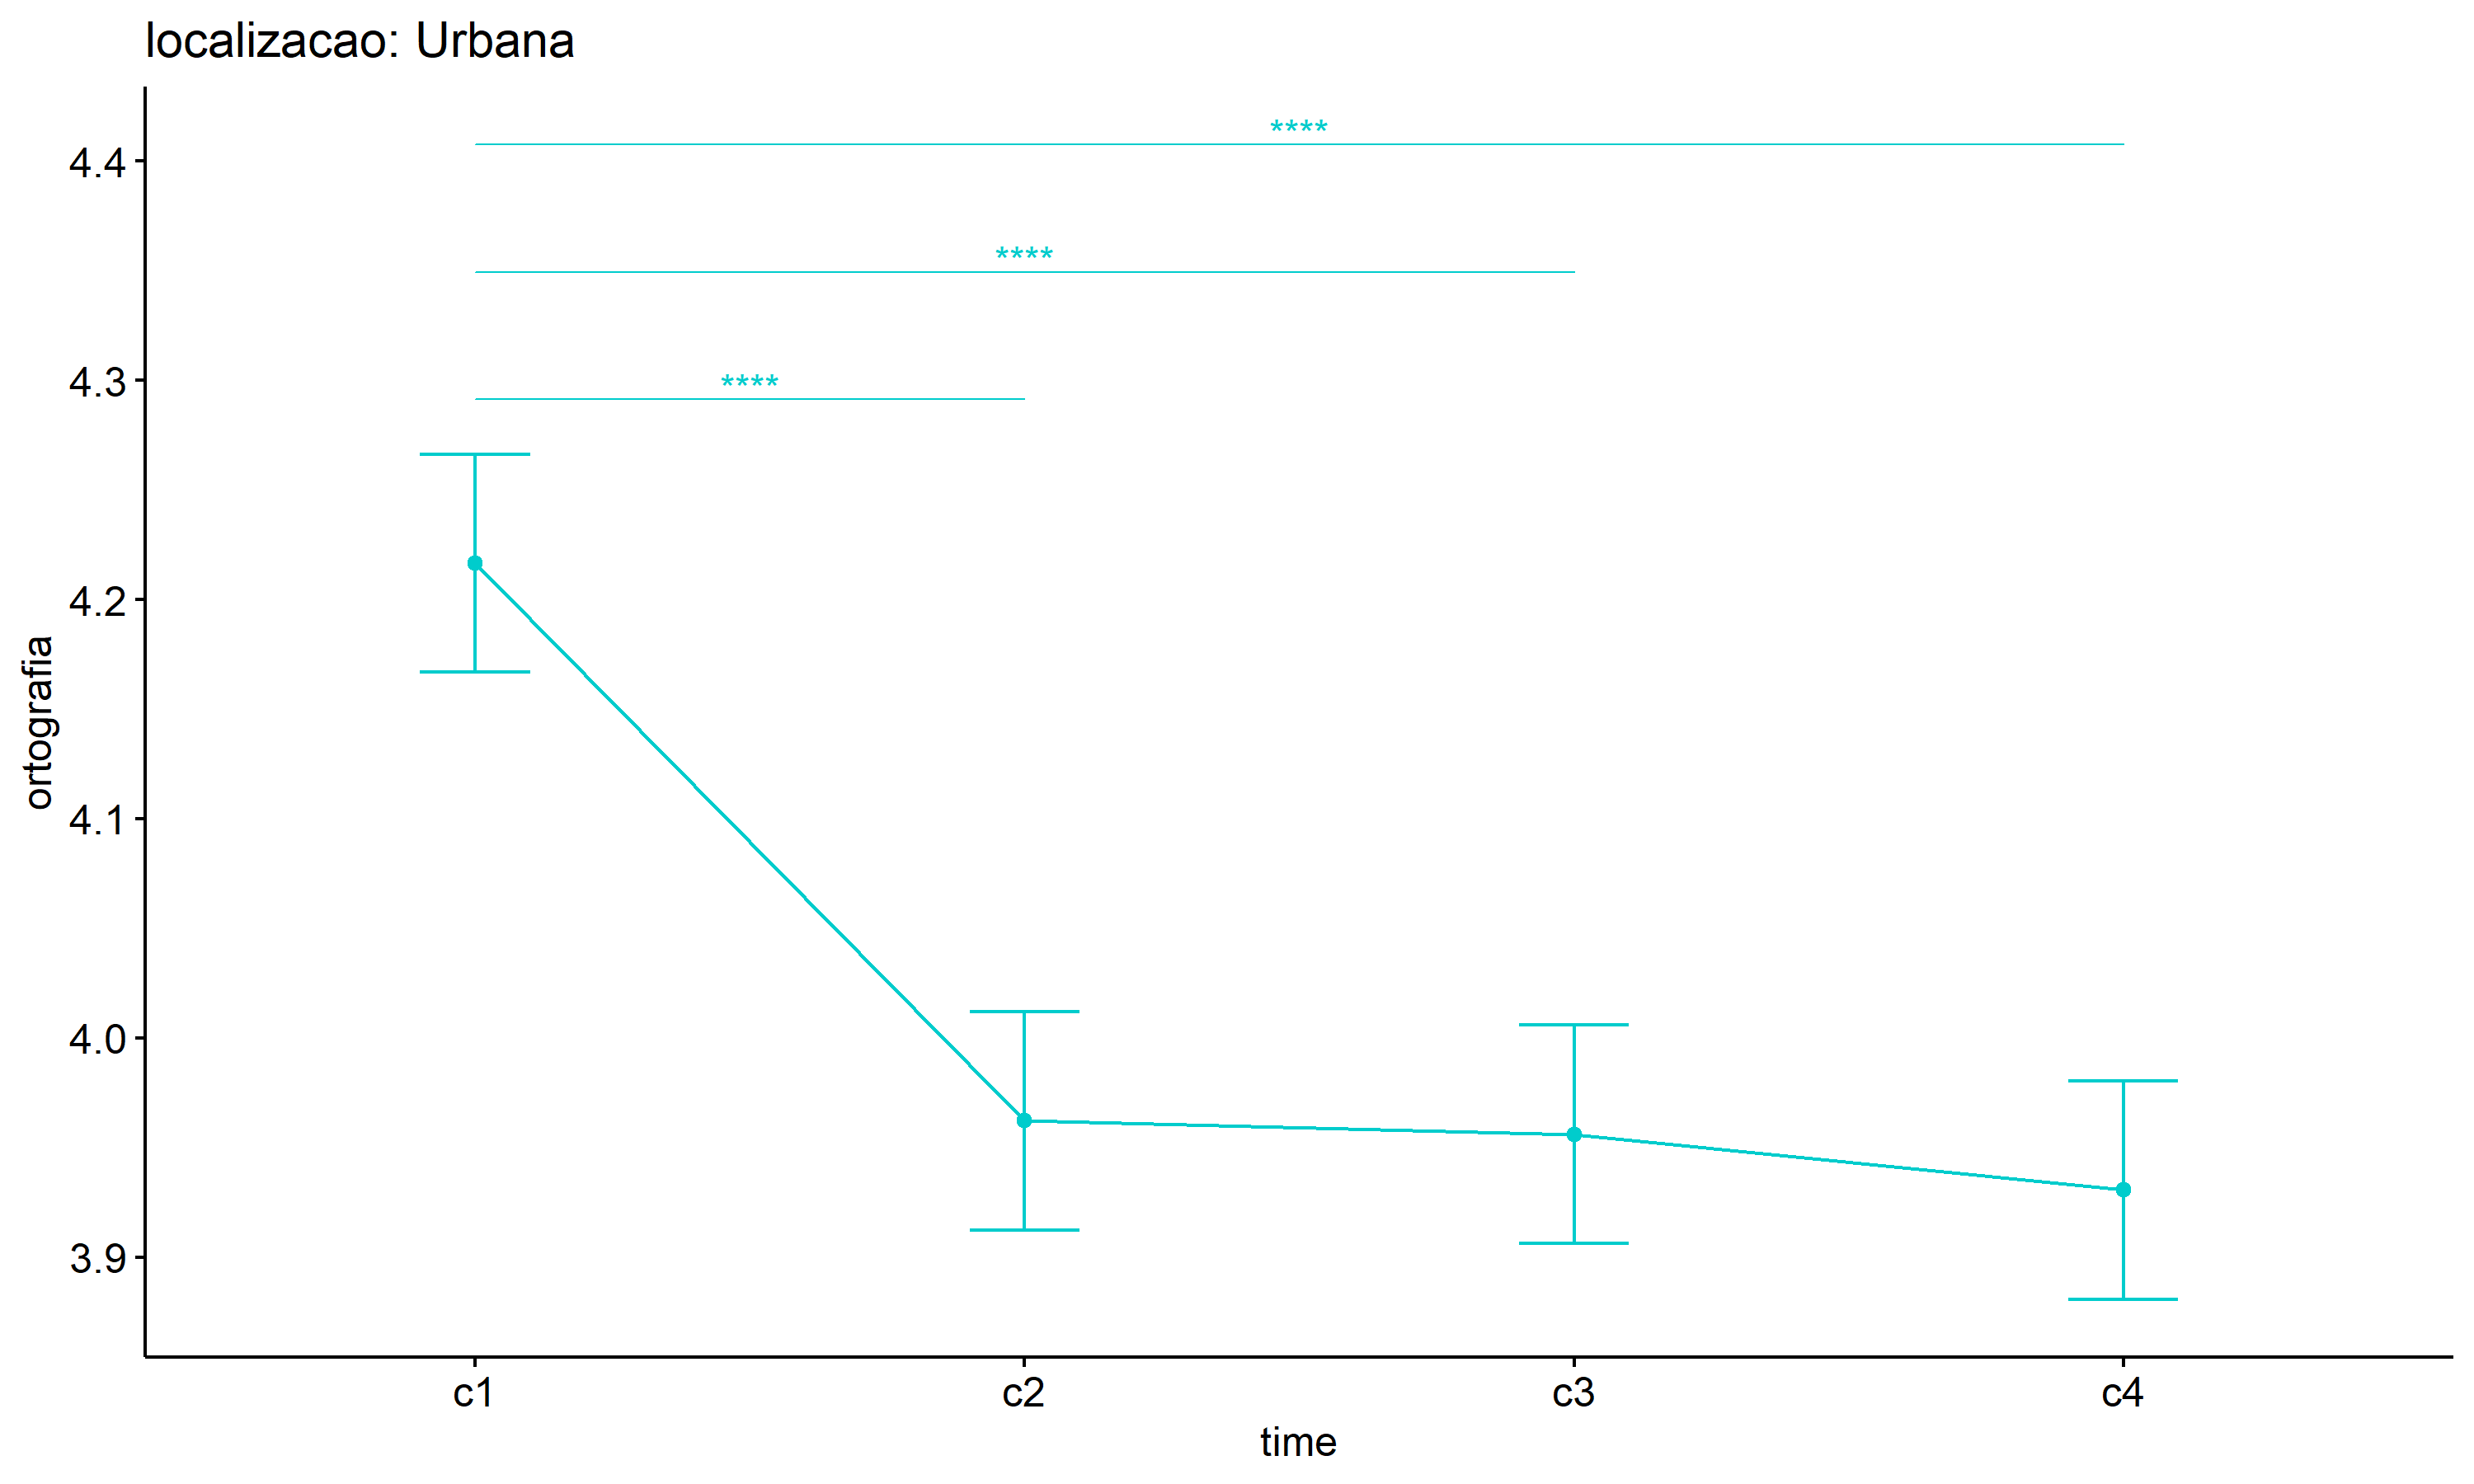 localizacao: Urbana
****
4.4
****
4.3
****
4.2
ortografia
4.1
4.0
3.9
c1 c2 c3 c4
time